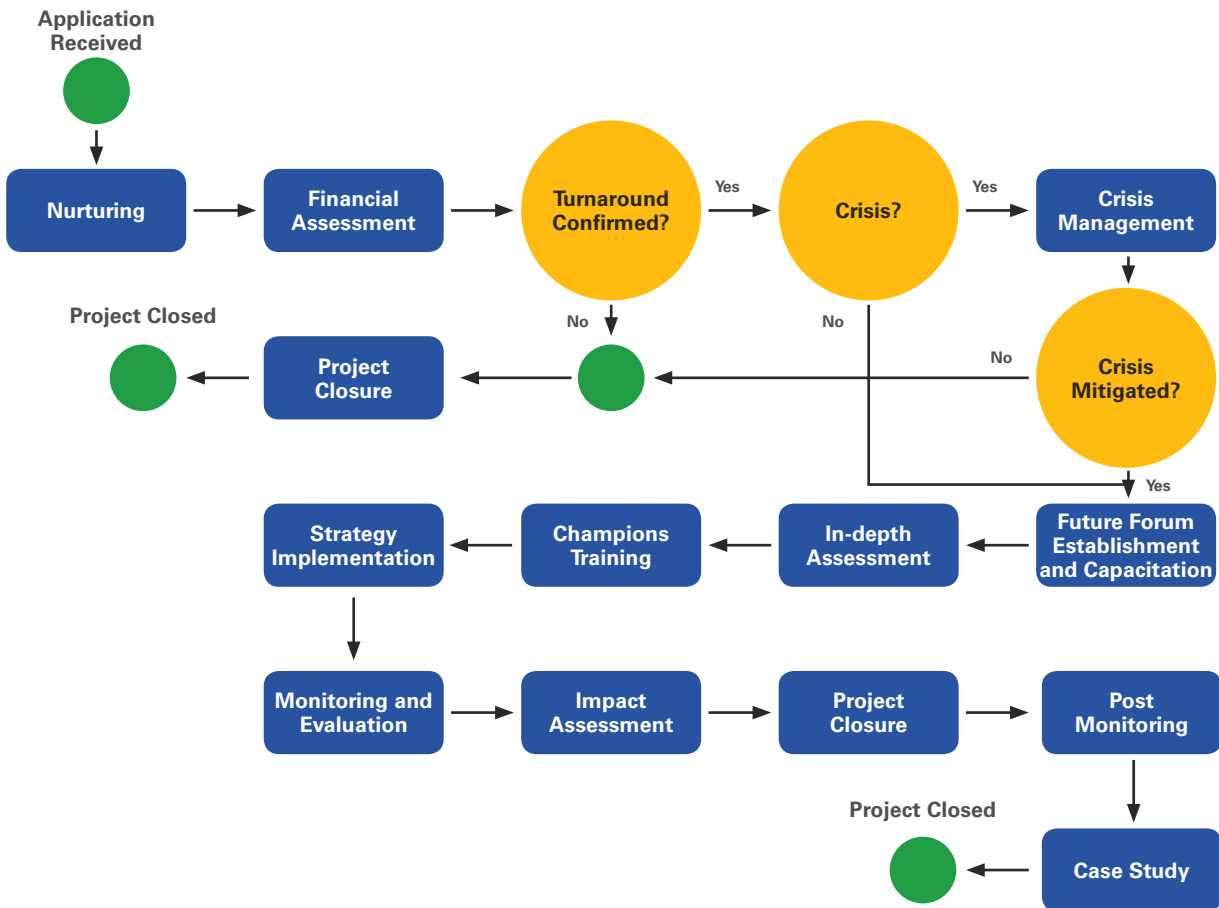 Application
Received
Nurturing
Financial
Assessment
Turnaround
Confirmed?
Yes
Crisis?
Yes
Crisis
Management
No
No
Project Closed
Project
Closure
No
Crisis
Mitigated?
Yes
Strategy
Implementation
Champions
Training
In-depth
Assessment
Future Forum
Establishment
and Capacitation
Monitoring and
Evaluation
Impact
Assessment
Project
Closure
Post
Monitoring
Project Closed
Case Study